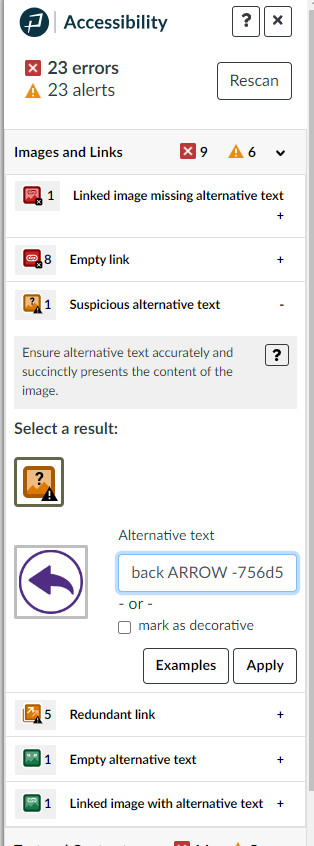 Accessibility
?
×
23 errors
23 alerts
Rescan
Images and Links
9
6
1
Linked image missing alternative text
+
8
Empty link
+
1
Suspicious alternative text
-
Ensure alternative text accurately and
succinctly presents the content of the
image.
?
Select a result:
?
Alternative text
back ARROW -756d5
- or -
mark as decorative
Examples
Apply
5
Redundant link
+
1
Empty alternative text
+
1
Linked image with alternative text
+